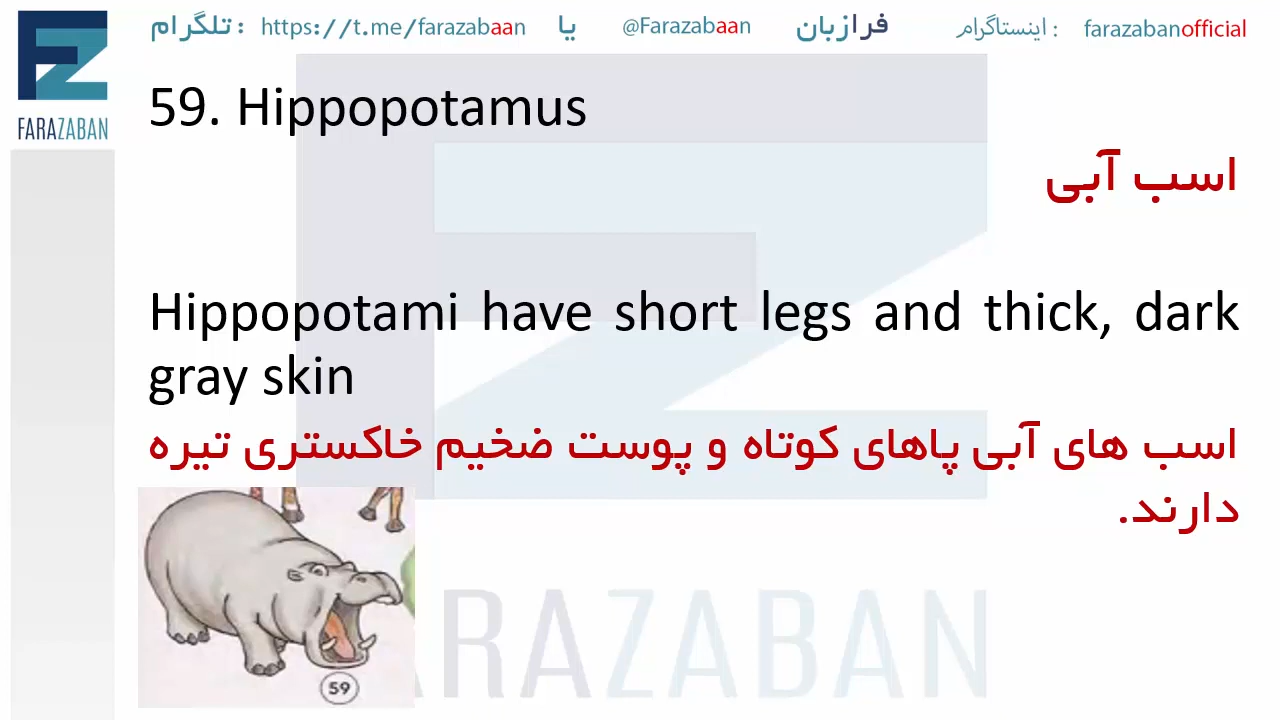 تلگرام : https://t.me/farazabaan یا @Farazabaan فرازبان اینستاگرام : farazabanofficial
FZ
FARAZABAN
59. Hippopotamus
اسب آبی
Hippopotami have short legs and thick, dark
gray skin
اسب های آبی پاهای کوتاه و پوست ضخیم خاکستری تیره
دارند.
59
FARAZABAN